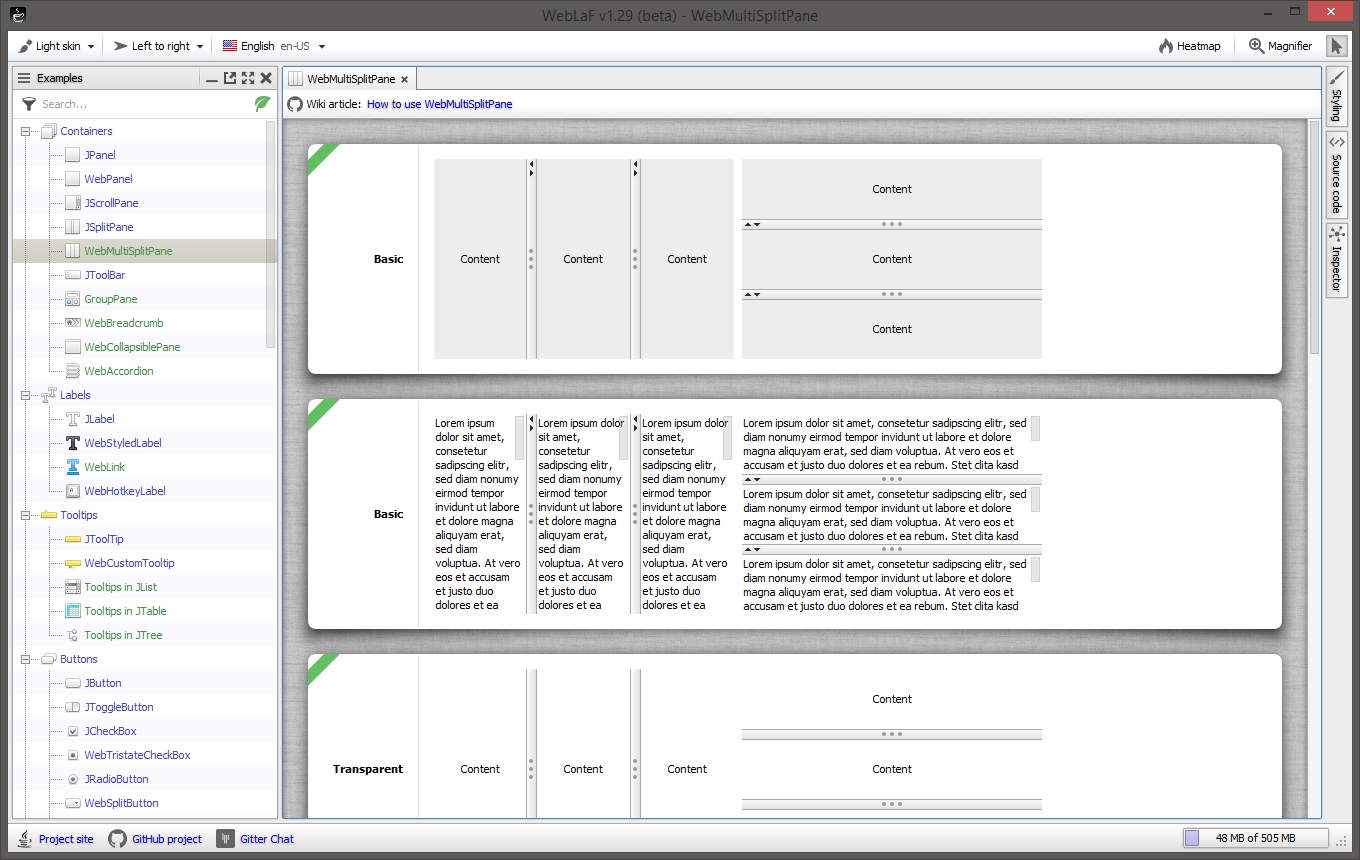 WebLaF v1.29 (beta) - WebMultiSplitPane
Light skin
Left to right
English en-US
Heatmap
Magnifier
Examples
Search...
Containers
JPanel
WebPanel
JScrollPane
JSplitPane
WebMultiSplitPane
JToolBar
GroupPane
WebBreadcrumb
WebCollapsiblePane
WebAccordion
Labels
JLabel
WebStyledLabel
WebLink
WebHotkeyLabel
Tooltips
JToolTip
WebCustomTooltip
Tooltips in JList
Tooltips in JTable
Tooltips in JTree
Buttons
JButton
JToggleButton
JCheckBox
WebTristateCheckBox
JRadioButton
WebSplitButton
WebMultiSplitPane
Wiki article: How to use WebMultiSplitPane
Basic
Content
Content
Content
Content
Content
Content
Basic
Lorem ipsum
dolor sit amet,
consetetur
sadipscing elitr,
sed diam nonumy
eirmod tempor
invidunt ut labore
et dolore magna
aliquyam erat,
sed diam
voluptua. At vero
eos et accusam
et justo duo
dolores et ea
Lorem ipsum dolor
sit amet,
consetetur
sadipscing elitr,
sed diam nonumy
eirmod tempor
invidunt ut labore
et dolore magna
aliquyam erat,
sed diam
voluptua. At vero
eos et accusam
et justo duo
dolores et ea
Lorem ipsum dolor
sit amet,
consetetur
sadipscing elitr,
sed diam nonumy
eirmod tempor
invidunt ut labore
et dolore magna
aliquyam erat,
sed diam
voluptua. At vero
eos et accusam
et justo duo
dolores et ea
Lorem ipsum dolor sit amet, consetetur sadipscing elitr, sed
diam nonumy eirmod tempor invidunt ut labore et dolore
magna aliquyam erat, sed diam voluptua. At vero eos et
accusam et justo duo dolores et ea rebum. Stet clita kasd
Lorem ipsum dolor sit amet, consetetur sadipscing elitr, sed
diam nonumy eirmod tempor invidunt ut labore et dolore
magna aliquyam erat, sed diam voluptua. At vero eos et
accusam et justo duo dolores et ea rebum. Stet clita kasd
Lorem ipsum dolor sit amet, consetetur sadipscing elitr, sed
diam nonumy eirmod tempor invidunt ut labore et dolore
magna aliquyam erat, sed diam voluptua. At vero eos et
accusam et justo duo dolores et ea rebum. Stet clita kasd
Transparent
Content
Content
Content
Content
Content
Styling
Source code
Inspector
Project site
GitHub project
Gitter Chat
48 MB of 505 MB